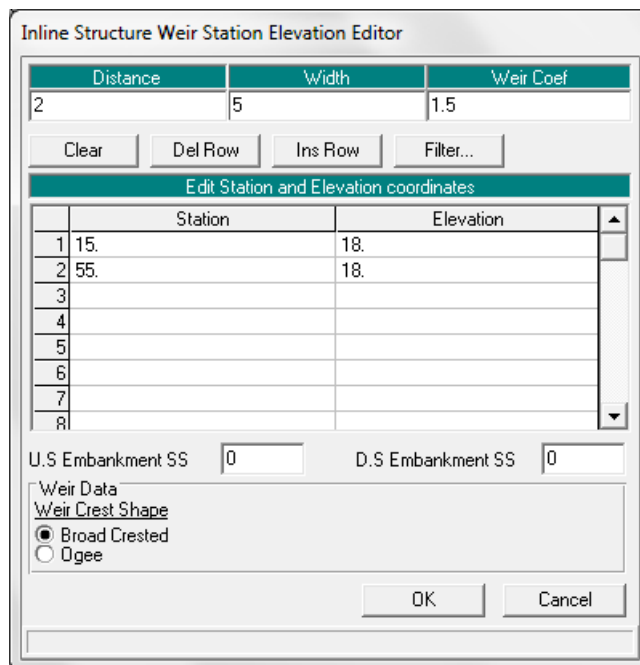 Inline Structure Weir Station Elevation Editor
Distance Width Weir Coef
2 5 1.5
Clear Del Row Ins Row Filter...
Edit Station and Elevation coordinates
Station Elevation
1 15. 18.
2 55. 18.
3
4
5
6
7
8
U.S Embankment SS 0 D.S Embankment SS 0
Weir Data
Weir Crest Shape
Broad Crested
Ogee
OK Cancel